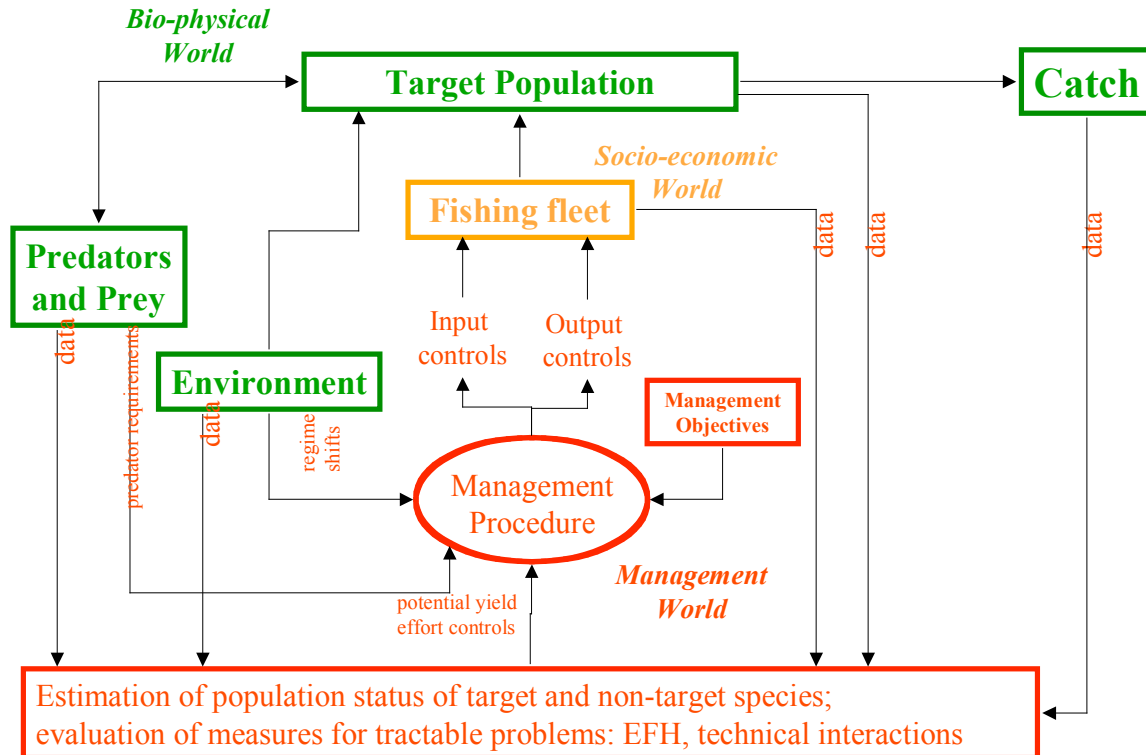 Bio-physical
World
Target Population
Catch
Socio-economic
World
Fishing fleet
Predators
and Prey
data
data
data
data
predator requirements
Input
controls
Output
controls
Environment
data
regime
shifts
Management
Objectives
Management
Procedure
Management
World
potential yield
effort controls
Estimation of population status of target and non-target species;
evaluation of measures for tractable problems: EFH, technical interactions